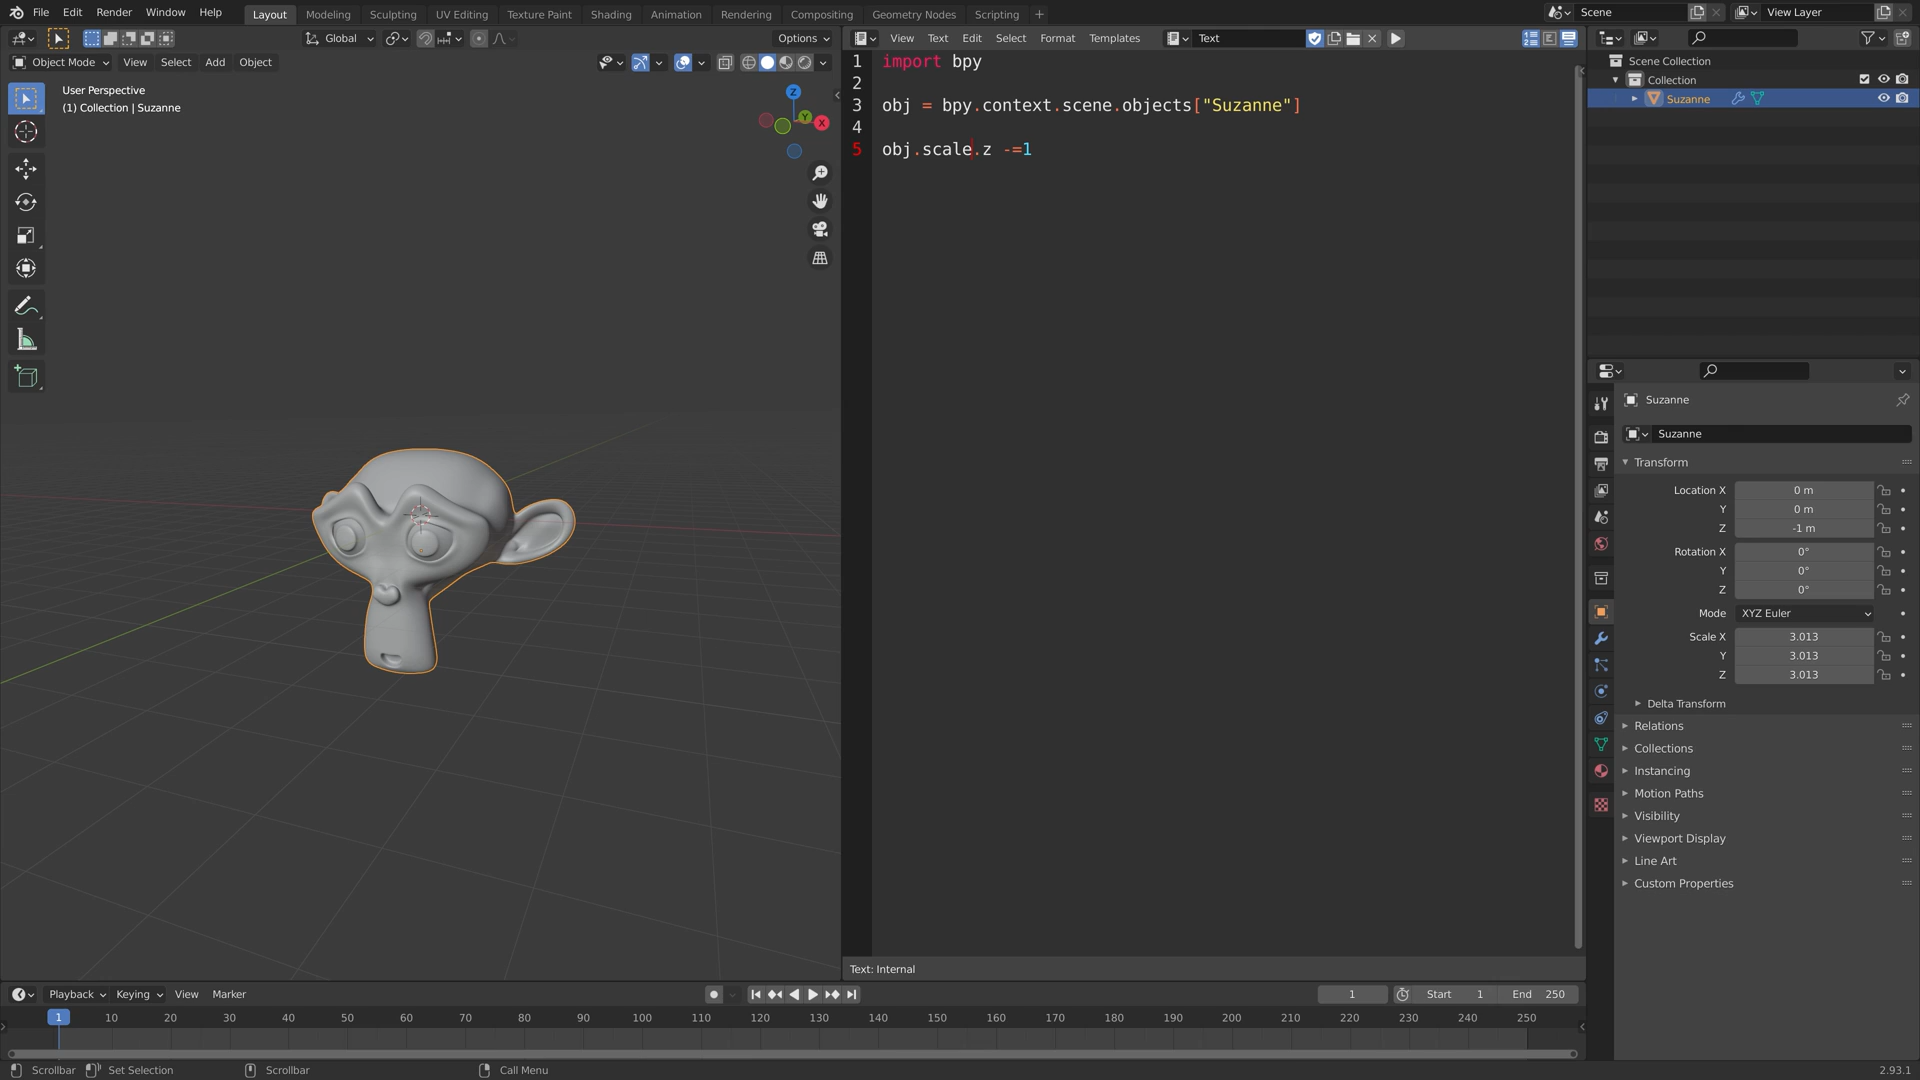 File Edit Render Window Help Layout Modeling Sculpting UV Editing Texture Paint Shading Animation Rendering Compositing Geometry Nodes Scripting + Scene View Layer
Global Options View Text Edit Select Format Templates Text
Object Mode View Select Add Object
User Perspective
(1) Collection | Suzanne
Z
Y
X
1 import bpy
2
3 obj = bpy.context.scene.objects["Suzanne"]
4
5 obj.scale.z -=1
Text: Internal
Scene Collection
Collection
Suzanne
Suzanne
Suzanne
Transform
Location X 0 m
Y 0 m
Z -1 m
Rotation X 0°
Y 0°
Z 0°
Mode XYZ Euler
Scale X 3.013
Y 3.013
Z 3.013
Delta Transform
Relations
Collections
Instancing
Motion Paths
Visibility
Viewport Display
Line Art
Custom Properties
Playback Keying View Marker 1 Start 1 End 250
1 10 20 30 40 50 60 70 80 90 100 110 120 130 140 150 160 170 180 190 200 210 220 230 240 250
Scrollbar Set Selection Scrollbar Call Menu 2.93.1